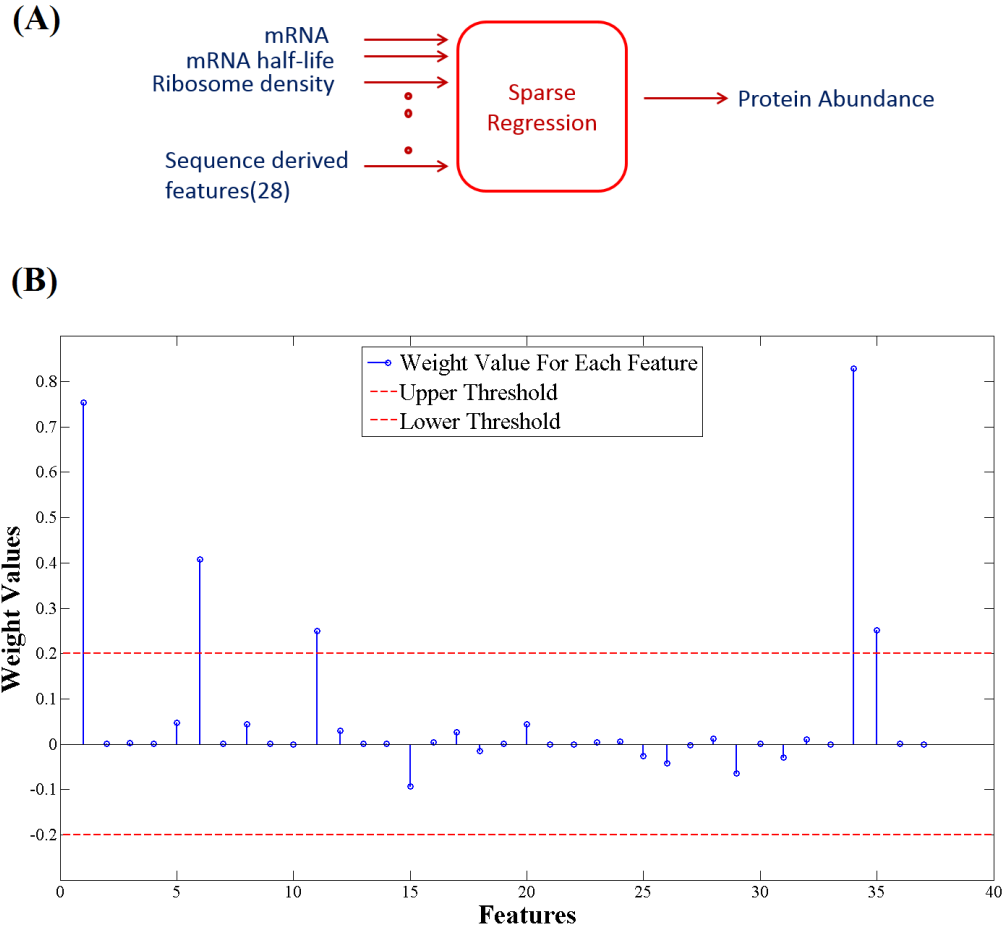 (A)
mRNA
mRNA half-life
Ribosome density
Sequence derived
features(28)
Sparse
Regression
Protein Abundance
(B)
Weight Value For Each Feature
Upper Threshold
Lower Threshold
Weight Values
0.8
0.7
0.6
0.5
0.4
0.3
0.2
0.1
0
-0.1
-0.2
0 5 10 15 20 25 30 35 40
Features